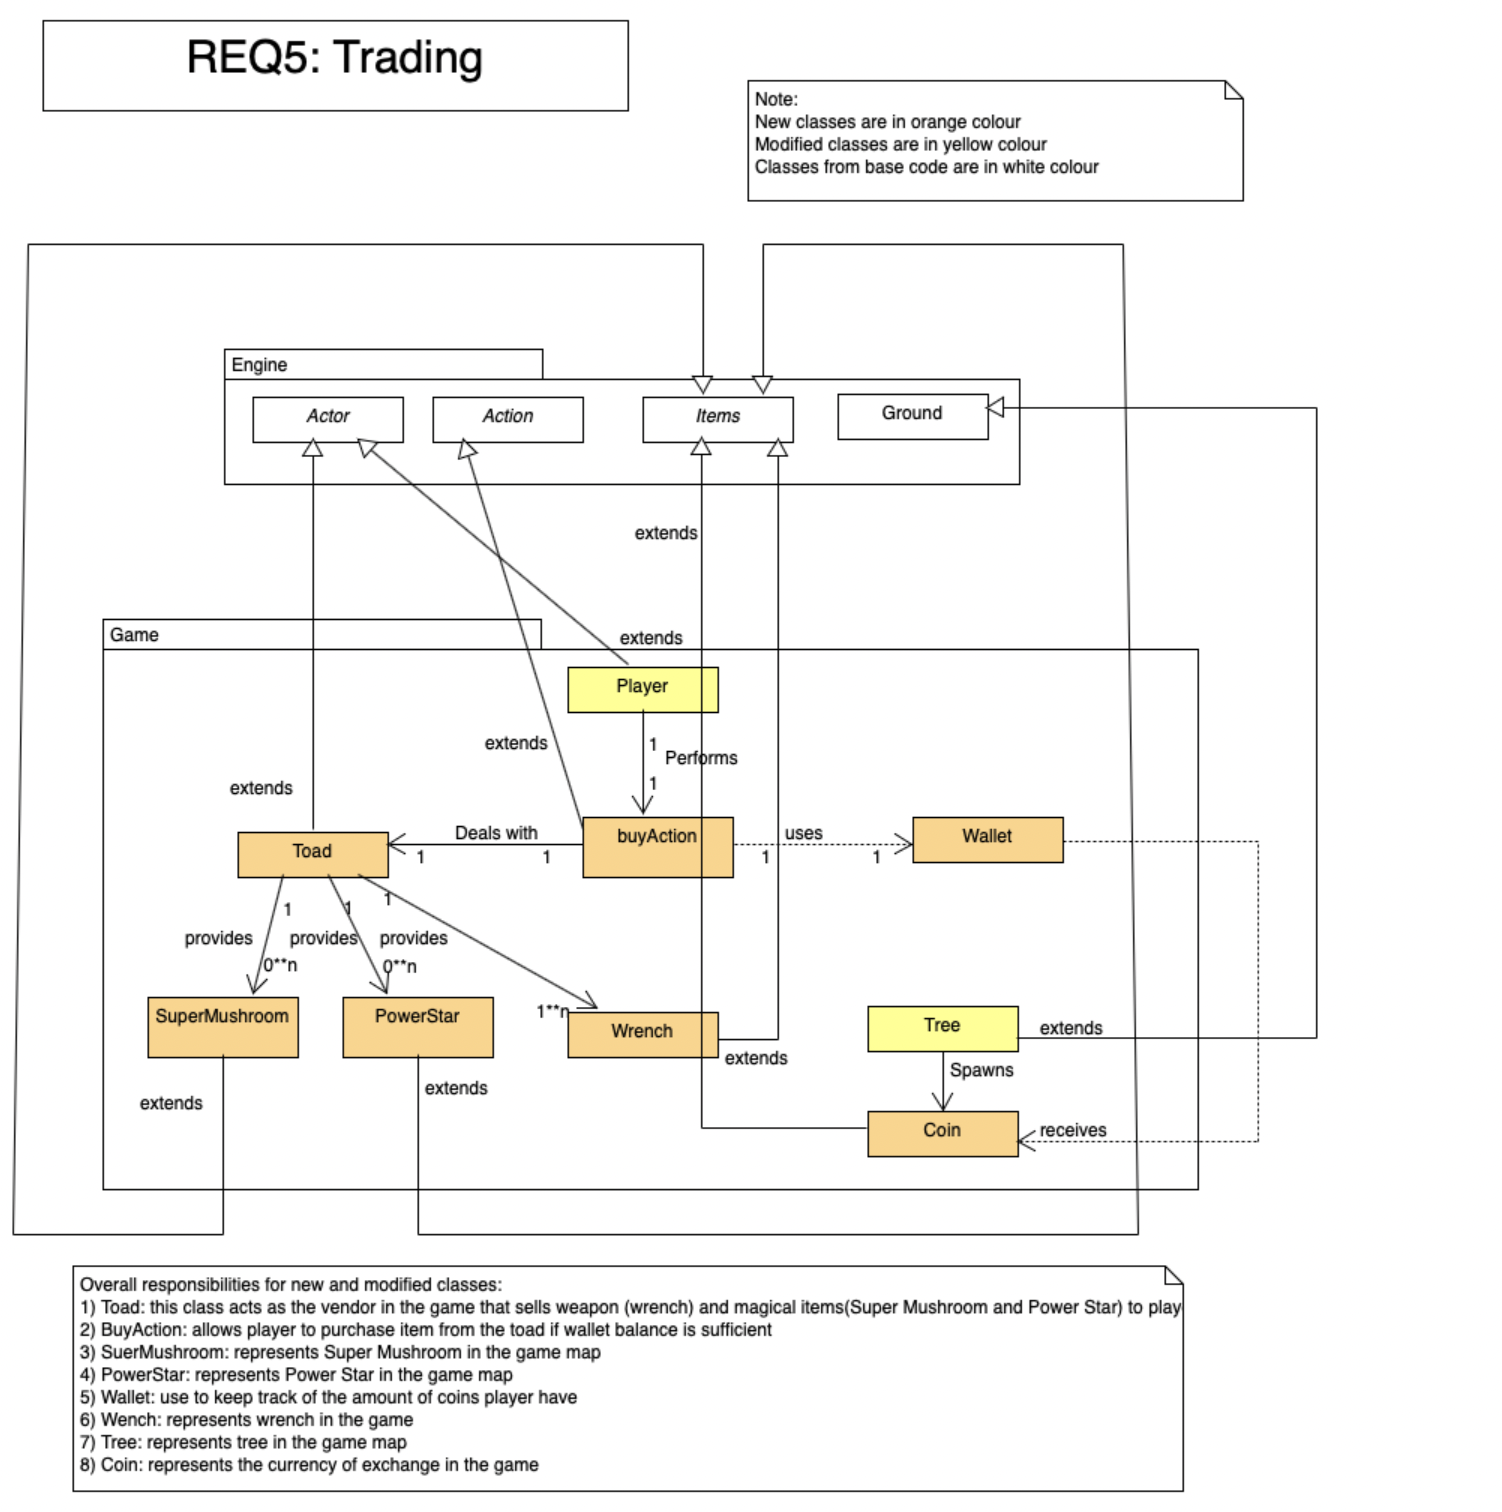 REQ5: Trading
Note:
New classes are in orange colour
Modified classes are in yellow colour
Classes from base code are in white colour
Engine
Actor
Action
Items
Ground
extends
Game
extends
Player
extends
1
Performs
1
extends
Toad
Deals with
1
1
buyAction
uses
1
1
Wallet
1
1
1
provides
provides
provides
0**n
0**n
1**n
SuperMushroom
PowerStar
Wrench
extends
Tree
extends
Spawns
extends
extends
Coin
receives
Overall responsibilities for new and modified classes:
1) Toad: this class acts as the vendor in the game that sells weapon (wrench) and magical items(Super Mushroom and Power Star) to play
2) BuyAction: allows player to purchase item from the toad if wallet balance is sufficient
3) SuerMushroom: represents Super Mushroom in the game map
4) PowerStar: represents Power Star in the game map
5) Wallet: use to keep track of the amount of coins player have
6) Wench: represents wrench in the game
7) Tree: represents tree in the game map
8) Coin: represents the currency of exchange in the game